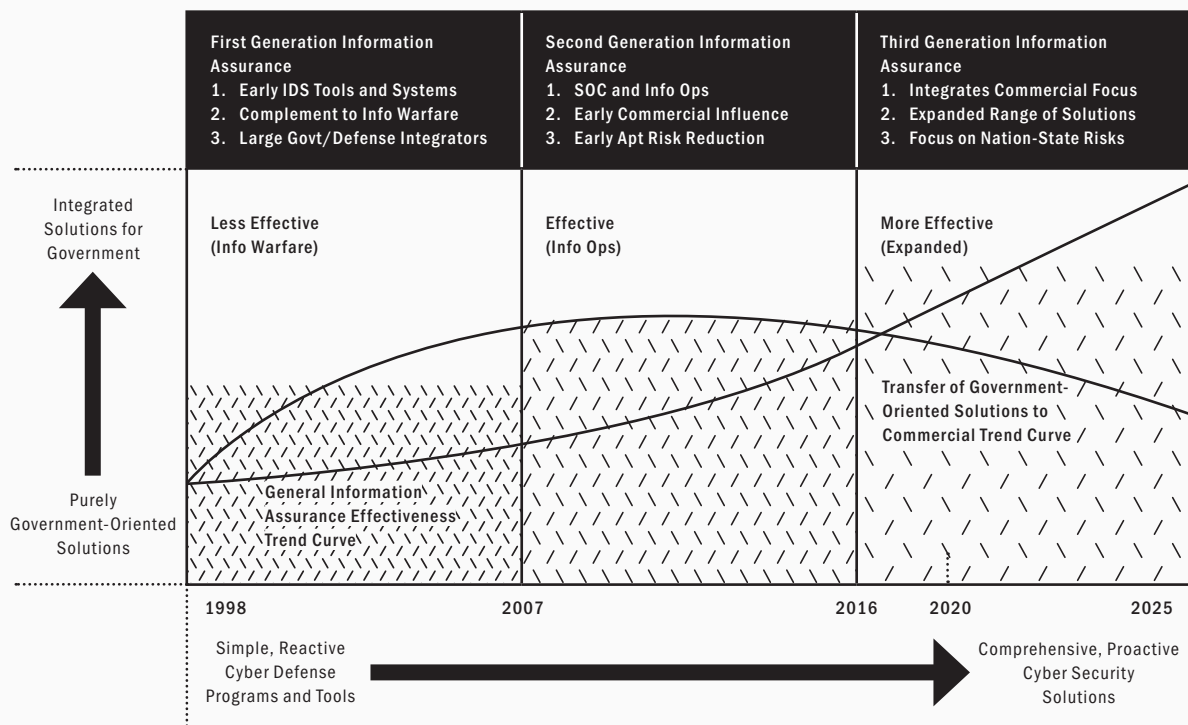 First Generation Information
Assurance
1. Early IDS Tools and Systems
2. Complement to Info Warfare
3. Large Govt/Defense Integrators
Second Generation Information
Assurance
1. SOC and Info Ops
2. Early Commercial Influence
3. Early Apt Risk Reduction
Third Generation Information
Assurance
1. Integrates Commercial Focus
2. Expanded Range of Solutions
3. Focus on Nation-State Risks
Integrated
Solutions for
Government
Purely
Government-Oriented
Solutions
Less Effective
(Info Warfare)
Effective
(Info Ops)
More Effective
(Expanded)
General Information
Assurance Effectiveness
Trend Curve
Transfer of Government-
Oriented Solutions to
Commercial Trend Curve
1998
2007
2016
2020
2025
Simple, Reactive
Cyber Defense
Programs and Tools
Comprehensive, Proactive
Cyber Security
Solutions